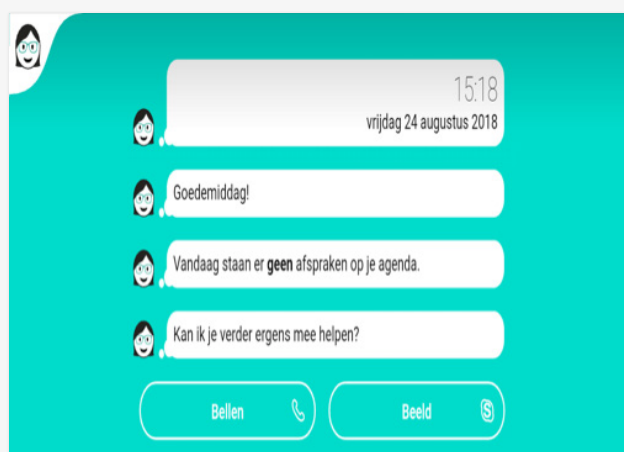 15:18
vrijdag 24 augustus 2018
Goedemiddag!
Vandaag staan er geen afspraken op je agenda.
Kan ik je verder ergens mee helpen?
Bellen
Beeld